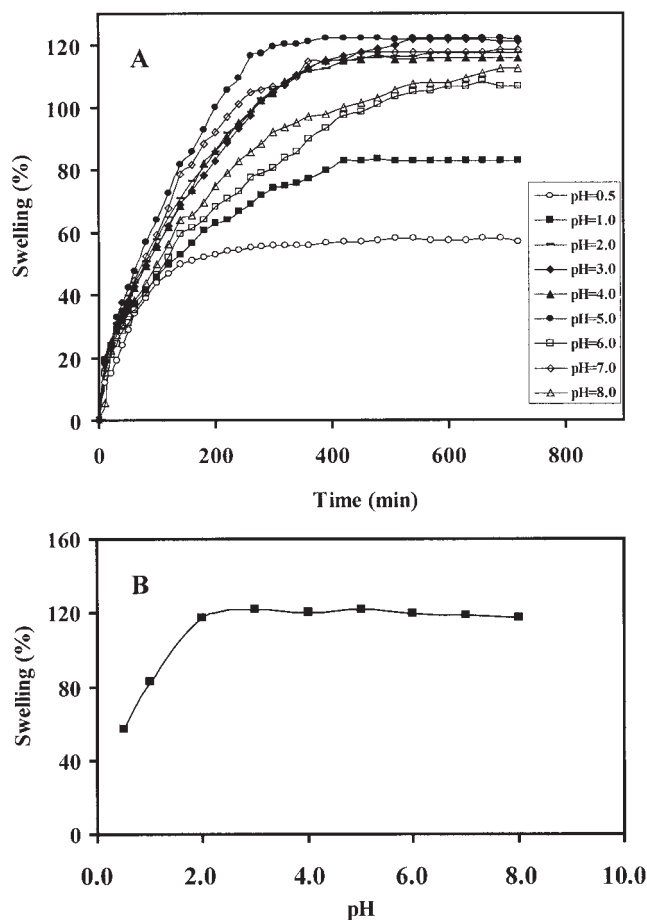 A
120
100
80
60
40
20
0
Swelling (%)
0 200 400 600 800
Time (min)
pH=0.5
pH=1.0
pH=2.0
pH=3.0
pH=4.0
pH=5.0
pH=6.0
pH=7.0
pH=8.0
B
160
120
80
40
0
Swelling (%)
0.0 2.0 4.0 6.0 8.0 10.0
pH